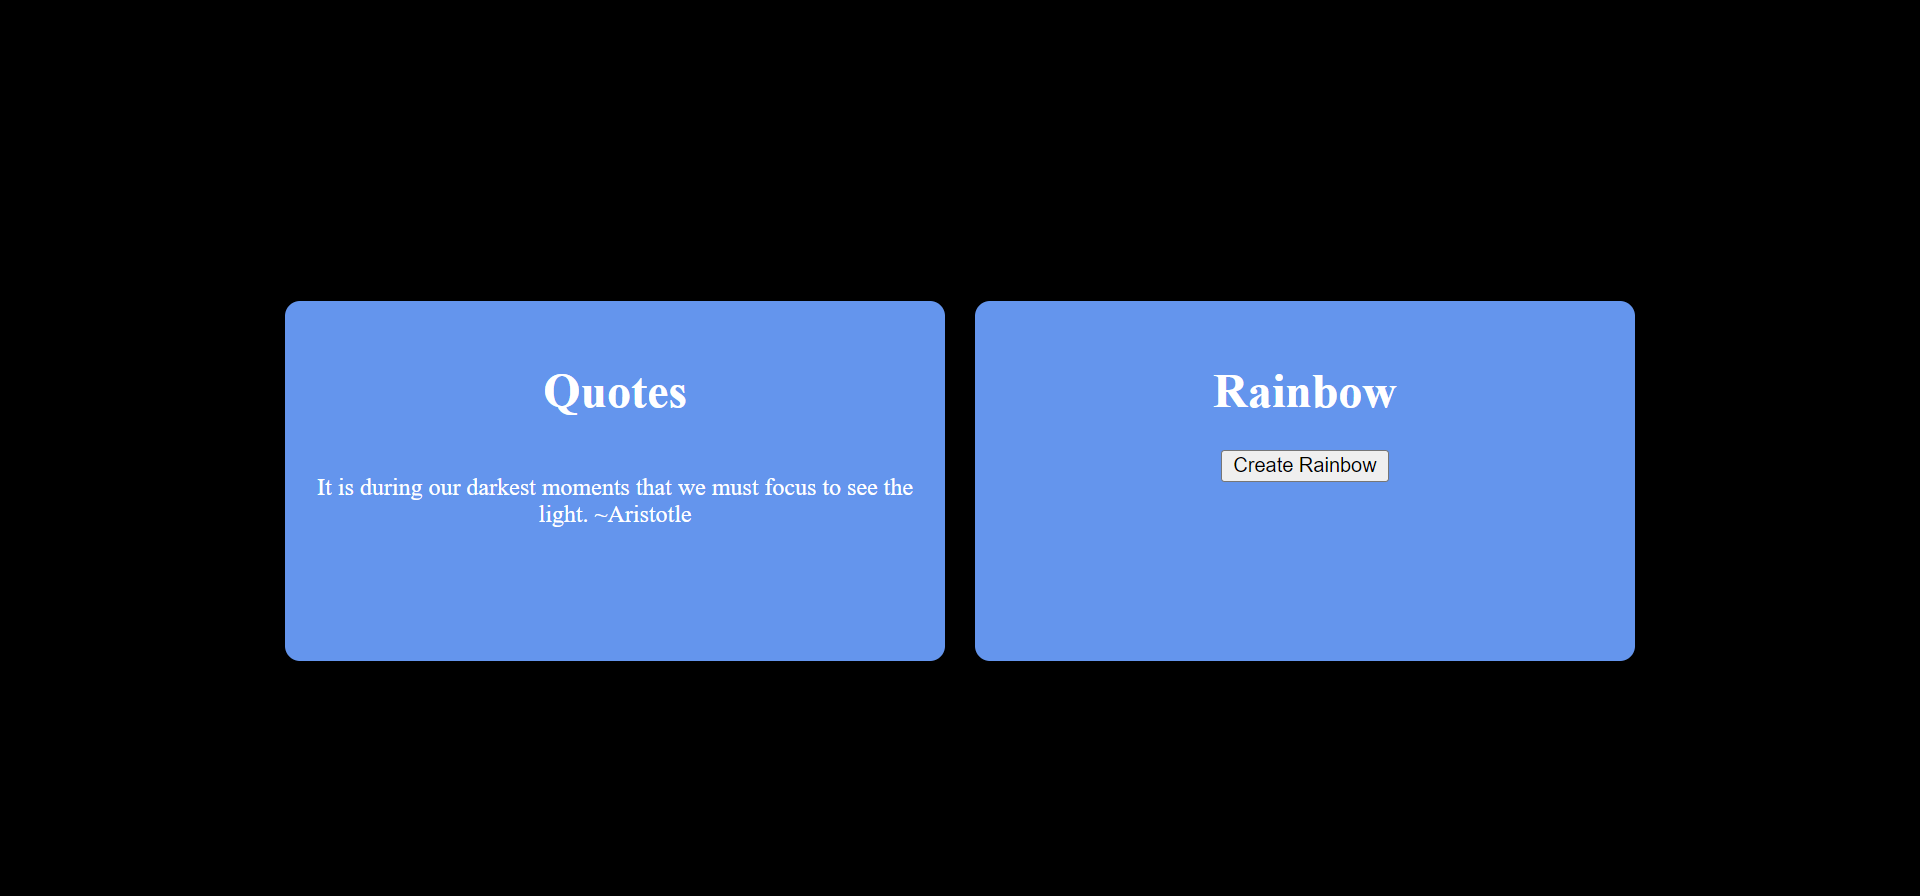 Quotes
It is during our darkest moments that we must focus to see the
light. ~Aristotle
Rainbow
Create Rainbow